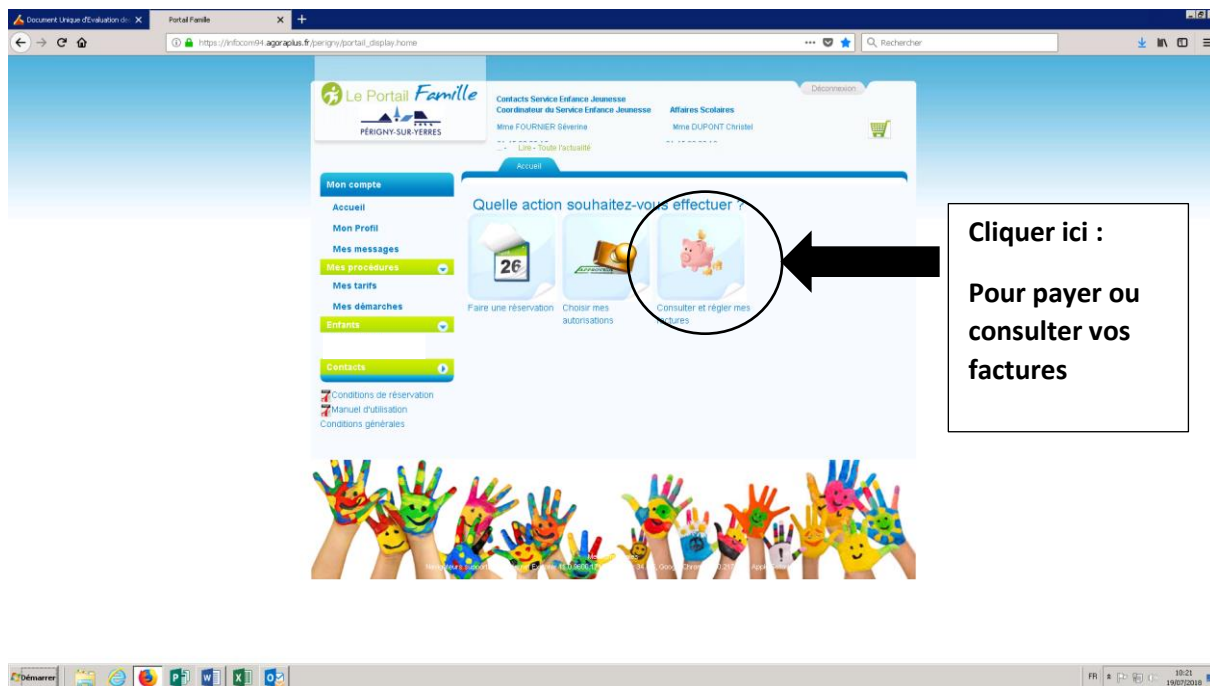 Document Unique d'Evaluation de
Portail Famille
https://infocom94.agoraplus.fr/perigny/portail_display.home
Rechercher
Le Portail Famille
PÉRIGNY-SUR-YERRES
Contacts Service Enfance Jeunesse
Coordinateur du Service Enfance Jeunesse
Affaires Scolaires
Mme FOURNIER Séverine
Mme DUPONT Christel
Déconnexion
... - Lire - Toute l'actualité
Accueil
Mon compte
Accueil
Mon Profil
Mes messages
Mes procédures
Mes tarifs
Mes démarches
Enfants
Contacts
Conditions de réservation
Manuel d'utilisation
Conditions générales
Quelle action souhaitez-vous effectuer ?
26
Faire une réservation
Choisir mes
autorisations
Consulter et régler mes
factures
Cliquer ici :
Pour payer ou
consulter vos
factures
Démarrer
FR
10:21
19/07/2018